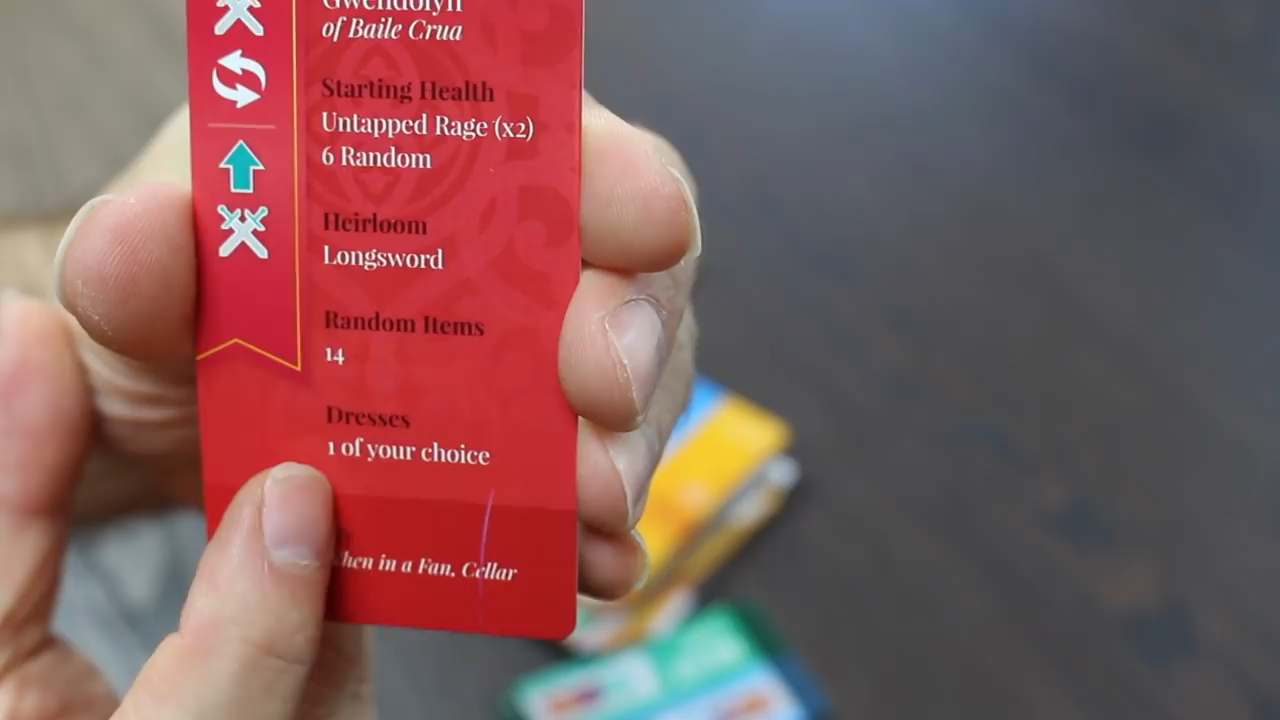 Gwendolyn
of Baile Crua
Starting Health
Untapped Rage (x2)
6 Random
Heirloom
Longsword
Random Items
14
Dresses
1 of your choice
in a Fan, Cellar